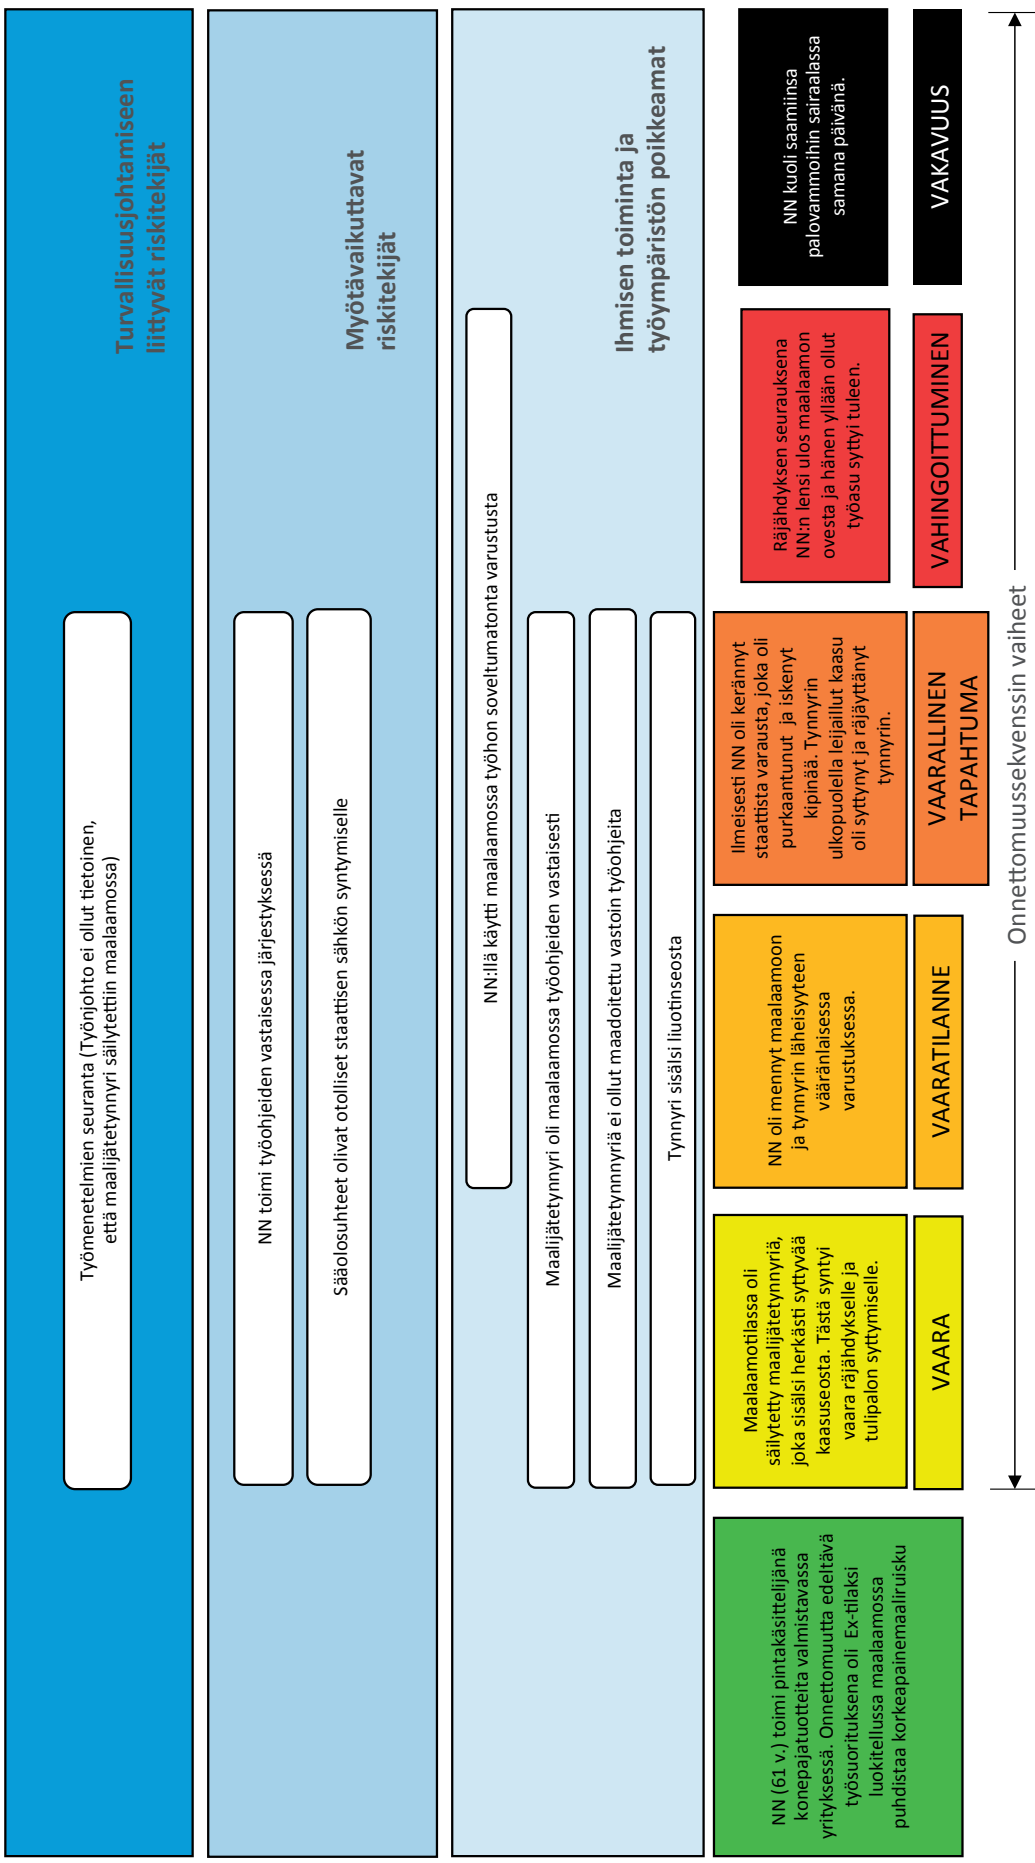 Turvallisuusjohtamiseen
liittyvät riskitekijät
Työmenetelmien seuranta (Työnjohto ei ollut tietoinen,
että maalijätetynnyri säilytettiin maalaamossa)
Myötävaikuttavat
riskitekijät
NN toimi työohjeiden vastaisessa järjestyksessä
Sääolosuhteet olivat otolliset staattisen sähkön syntymiselle
Ihmisen toiminta ja
työympäristön poikkeamat
NN:llä käytti maalaamossa työhon soveltumatonta varustusta
Maalijätetynnyri oli maalaamossa työohjeiden vastaisesti
Maalijätetynnnyriä ei ollut maadoitettu vastoin työohjeita
Tynnyri sisälsi liuotinseosta
NN (61 v.) toimi pintakäsittelijänä
konepajatuotteita valmistavassa
yrityksessä. Onnettomuutta edeltävä
työsuorituksena oli Ex-tilaksi
luokitellussa maalaamossa
puhdistaa korkeapainemaaliruisku
Maalaamotilassa oli
säilytetty maalijätetynnyriä,
joka sisälsi herkästi syttyvää
kaasuseosta. Tästä syntyi
vaara räjähdykselle ja
tulipalon syttymiselle.
VAARA
NN oli mennyt maalaamoon
ja tynnyrin läheisyyteen
vääränlaisessa
varustuksessa.
VAARATILANNE
Ilmeisesti NN oli kerännyt
staattista varausta, joka oli
purkaantunut ja iskenyt
kipinää. Tynnyrin
ulkopuolella leijaillut kaasu
oli syttynyt ja räjäyttänyt
tynnyrin.
VAARALLINEN
TAPAHTUMA
Räjähdyksen seurauksena
NN:n lensi ulos maalaamon
ovesta ja hänen yllään ollut
työasu syttyi tuleen.
VAHINGOITTUMINEN
NN kuoli saamiinsa
palovammoihin sairaalassa
samana päivänä.
VAKAVUUS
Onnettomuussekvenssin vaiheet